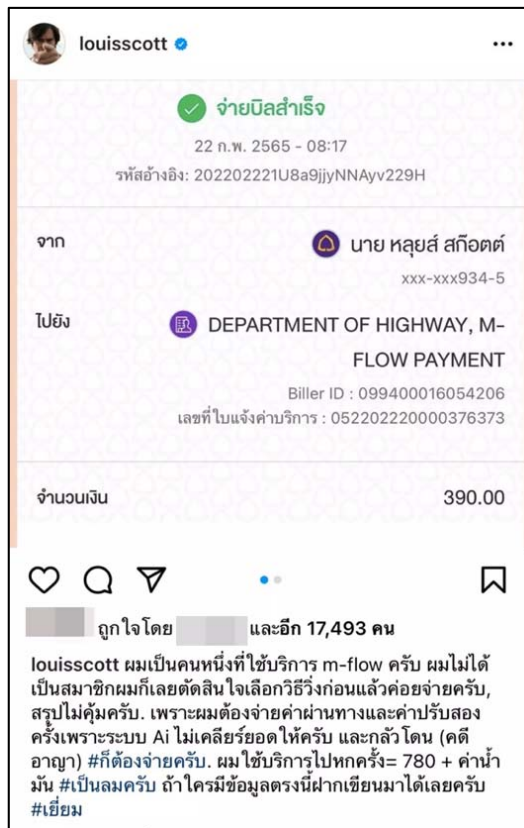 louisscott
จ่ายบิลสำเร็จ
22 ก.พ. 2565 - 08:17
รหัสอ้างอิง: 202202221U8a9jjyNNAyv229H
จาก นาย หลุยส์ สก๊อตต์
xxx-xxx934-5
ไปยัง DEPARTMENT OF HIGHWAY, M-
FLOW PAYMENT
Biller ID : 099400016054206
เลขที่ใบแจ้งค่าบริการ : 052202220000376373
จำนวนเงิน 390.00
ถูกใจโดย และอีก 17,493 คน
louisscott ผมเป็นคนหนึ่งที่ใช้บริการ m-flow ครับ ผมไม่ได้
เป็นสมาชิกผมก็เลยตัดสินใจเลือกวิธีวิ่งก่อนแล้วค่อยจ่ายครับ,
สรุปไม่คุ้มครับ. เพราะผมต้องจ่ายค่าผ่านทางและค่าปรับสอง
ครั้งเพราะระบบ Ai ไม่เคลียร์ยอดให้ครับ และกลัวโดน (คดี
อาญา) #ก็ต้องจ่ายครับ. ผมใช้บริการไปหกครั้ง= 780 + ค่าน้ำ
มัน #เป็นลมครับ ถ้าใครมีข้อมูลตรงนี้ฝากเขียนมาได้เลยครับ
#เยี่ยม